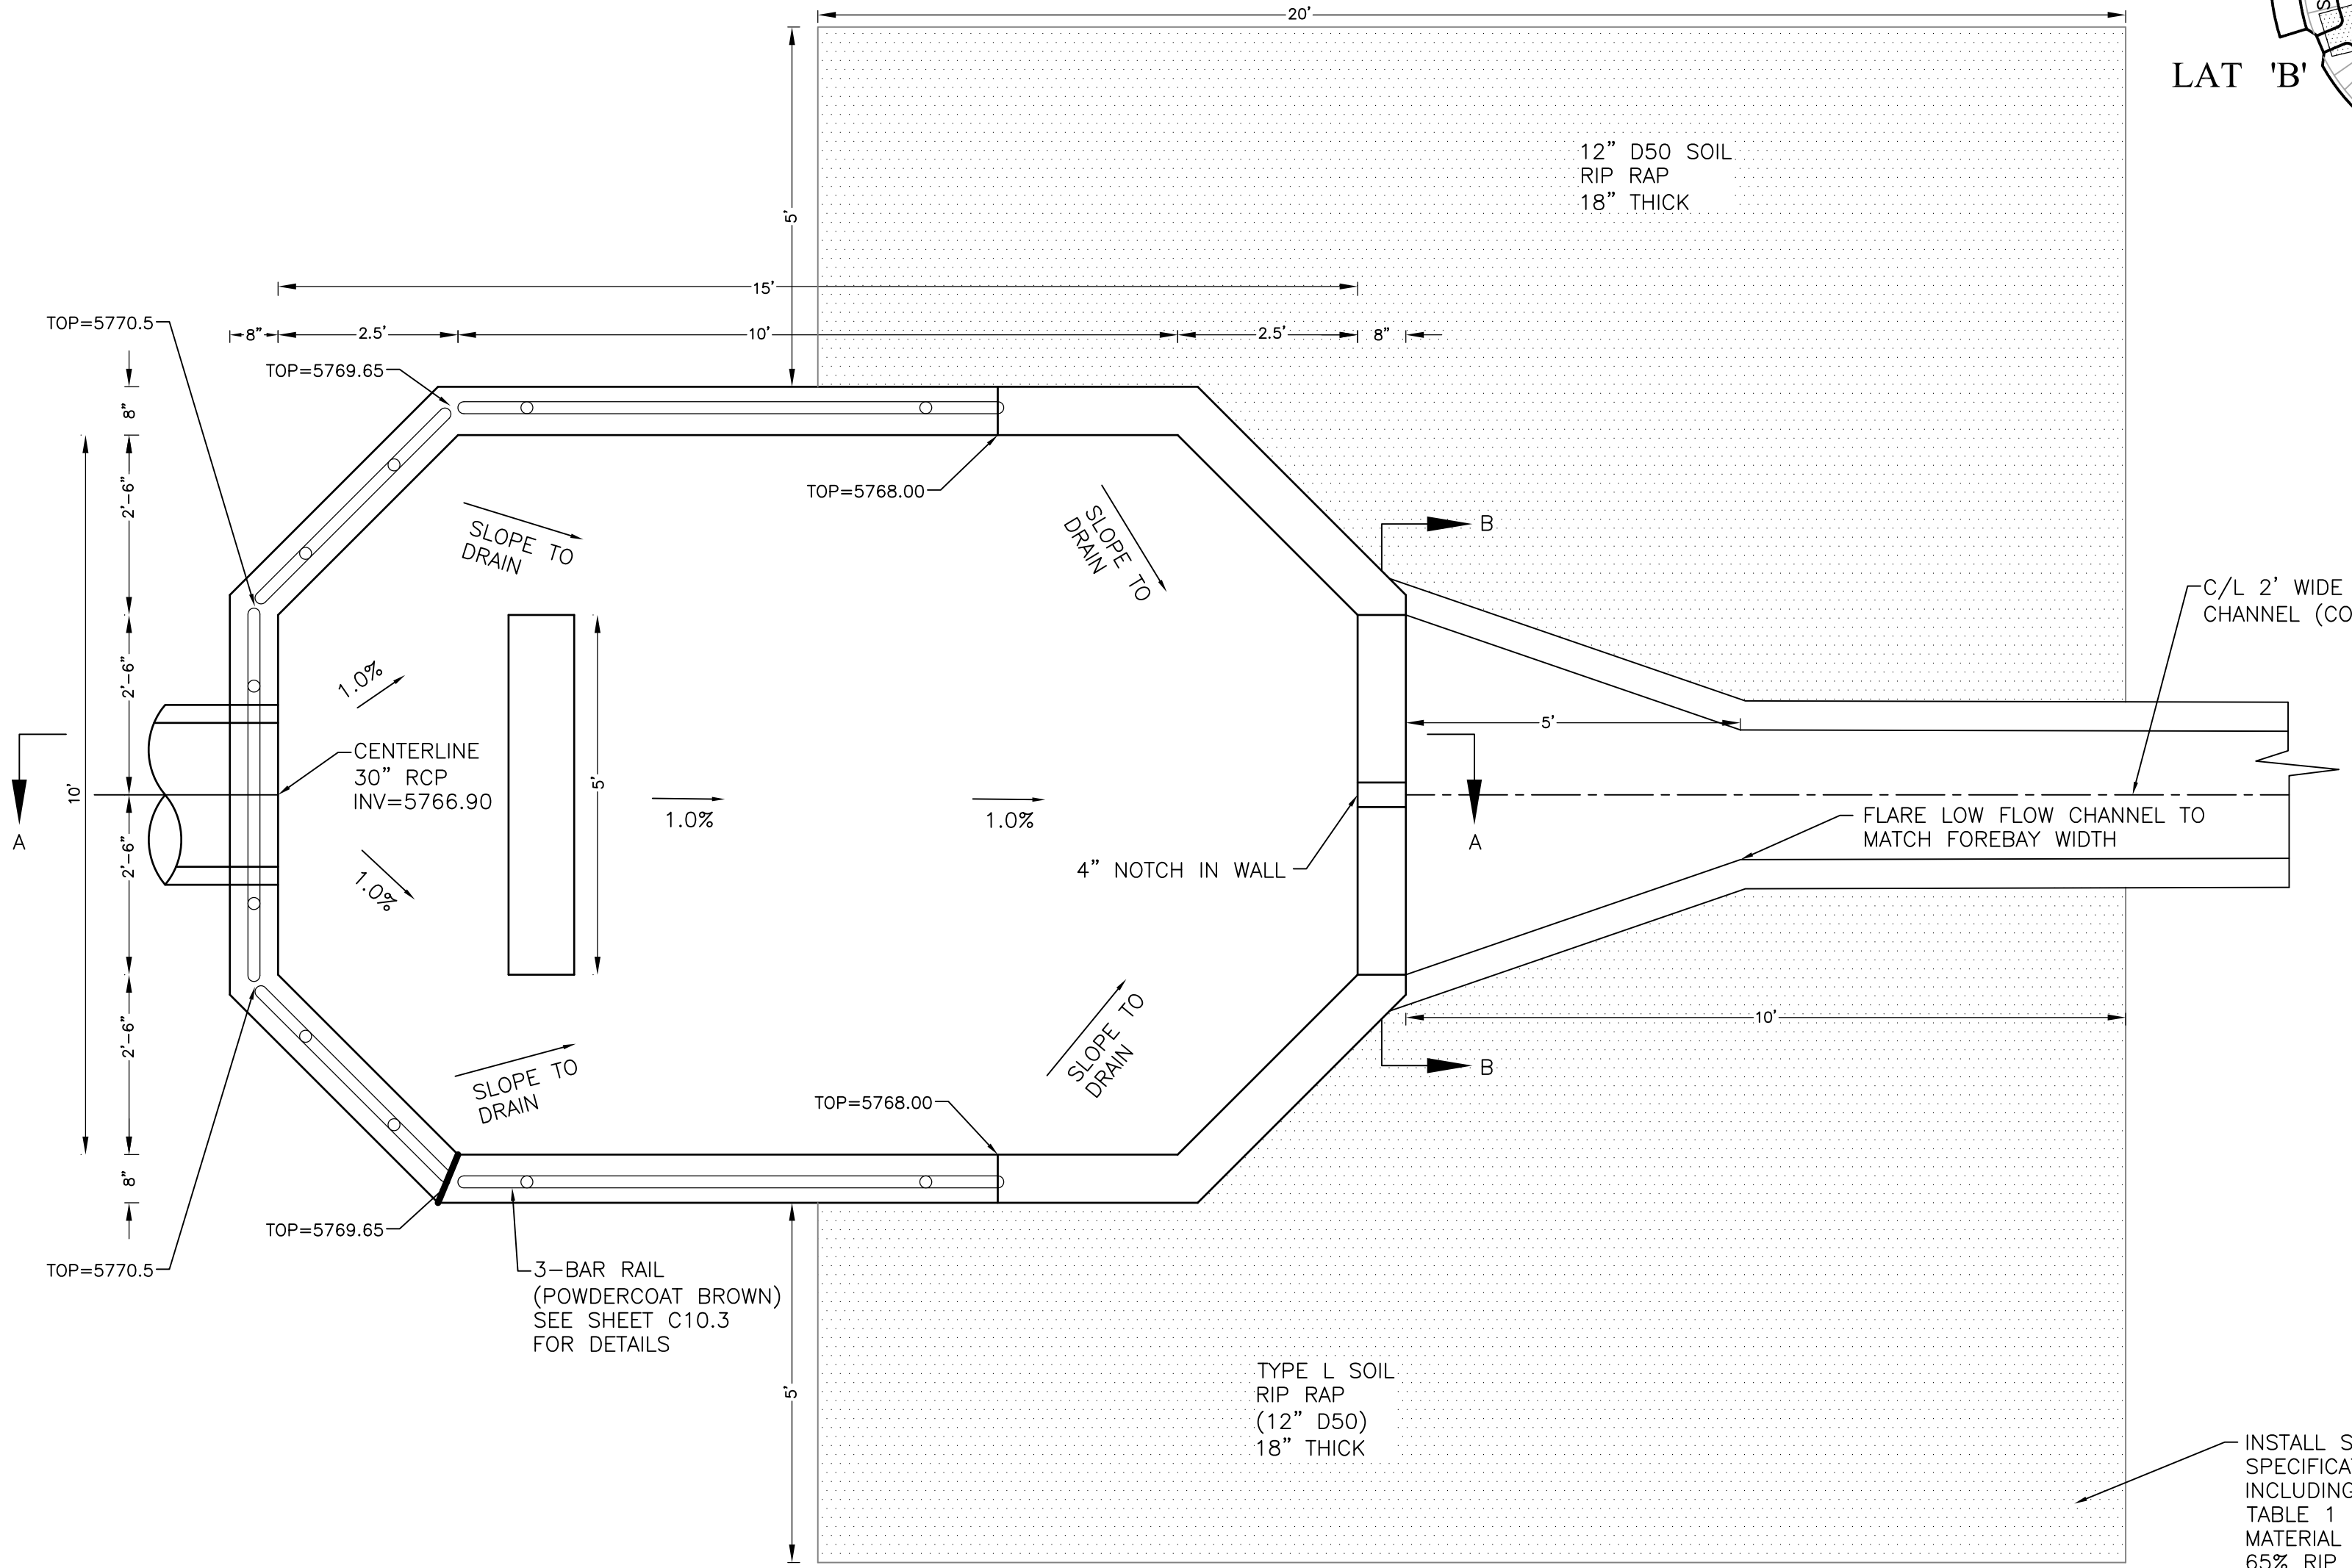 20'
LAT 'B'
12" D50 SOIL
RIP RAP
18" THICK
5'
15'
TOP=5770.5
8"
2.5'
10'
2.5'
8"
TOP=5769.65
8"
2'-6"
TOP=5768.00
SLOPE TO
DRAIN
SLOPE TO
DRAIN
B
C/L 2' WIDE
2'-6"
1.0%
5'
CENTERLINE
30" RCP
INV=5766.90
10'
5'
1.0%
1.0%
A
A
FLARE LOW FLOW CHANNEL TO
MATCH FOREBAY WIDTH
4" NOTCH IN WALL
2'-6"
1.0%
10'
2'-6"
SLOPE TO
DRAIN
SLOPE TO
DRAIN
B
TOP=5768.00
8"
TOP=5769.65
TOP=5770.5
3-BAR RAIL
(POWDERCOAT BROWN)
SEE SHEET C10.3
FOR DETAILS
5'
TYPE L SOIL
RIP RAP
(12" D50)
18" THICK
INSTALL
INCLUDING
TABLE 1
MATERIAL
65% RIP
CHANNEL